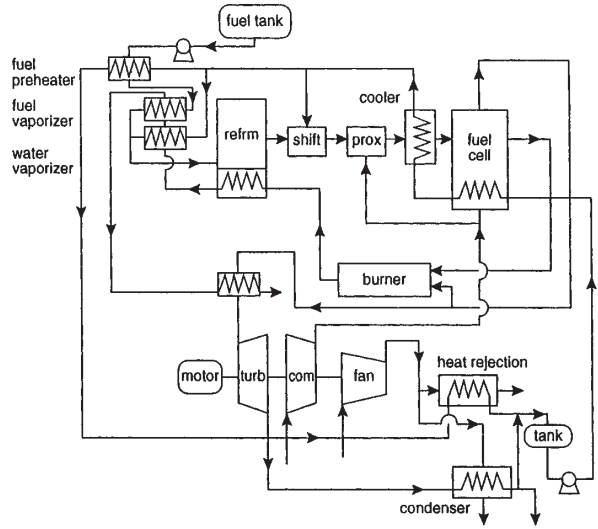 fuel tank
fuel
preheater
fuel
vaporizer
water
vaporizer
cooler
refrm
shift
prox
fuel
cell
burner
motor
turb
com
fan
heat rejection
tank
condenser